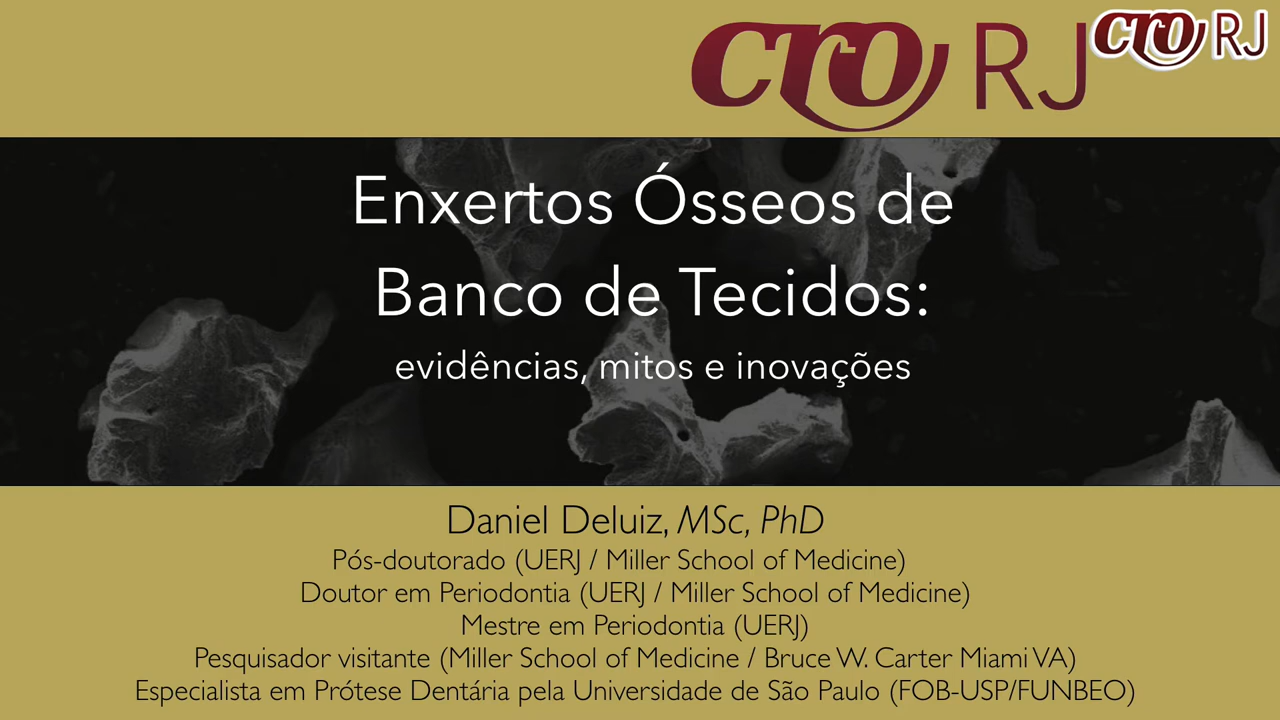 CRO RJ
CRO RJ
Enxertos Ósseos de
Banco de Tecidos:
evidências, mitos e inovações
Daniel Deluiz, MSc, PhD
Pós-doutorado (UERJ / Miller School of Medicine)
Doutor em Periodontia (UERJ / Miller School of Medicine)
Mestre em Periodontia (UERJ)
Pesquisador visitante (Miller School of Medicine / Bruce W. Carter Miami VA)
Especialista em Prótese Dentária pela Universidade de São Paulo (FOB-USP/FUNBEO)